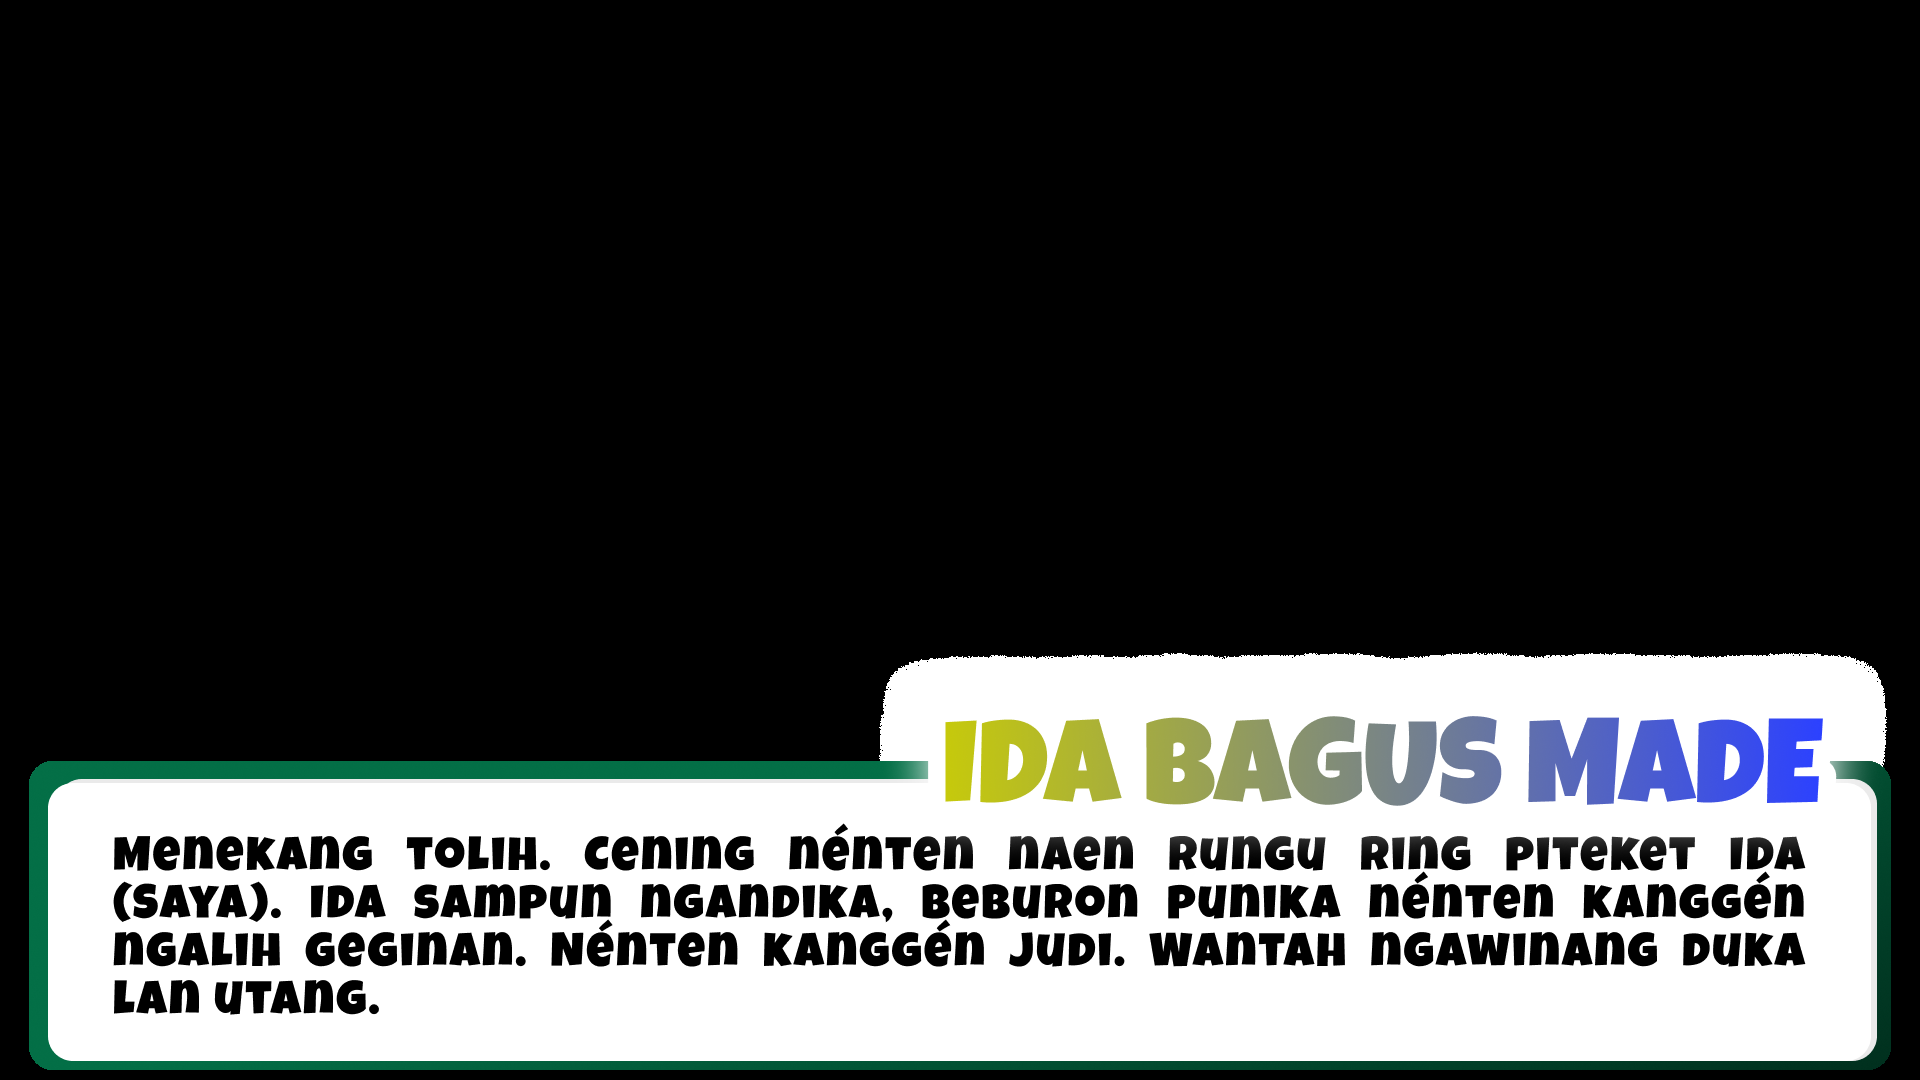 IDA BAGUS MADE
Menekang tolih. Cening nénten naen rungu ring piteket Ida
(saya). Ida sampun ngandika, beburon punika nénten kanggén
ngalih geginan. Nénten kanggén judi. Wantah ngawinang duka
lan utang.